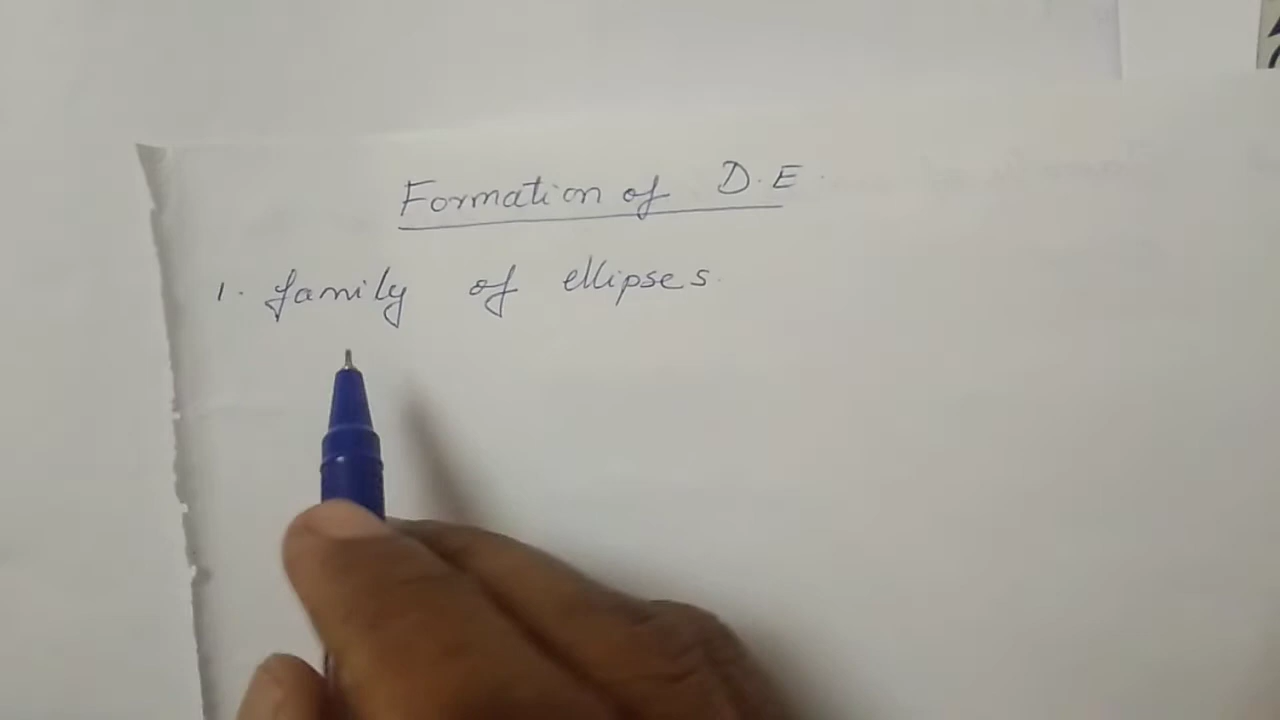 Formation of D.E.
1. family of ellipses.